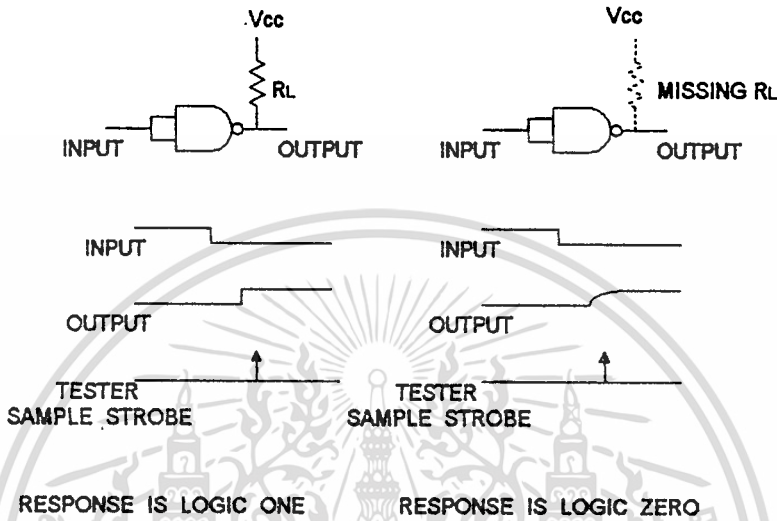 Vcc
RL
INPUT
OUTPUT
INPUT
OUTPUT
TESTER
SAMPLE STROBE
RESPONSE IS LOGIC ONE
Vcc
MISSING RL
INPUT
OUTPUT
INPUT
OUTPUT
TESTER
SAMPLE STROBE
RESPONSE IS LOGIC ZERO